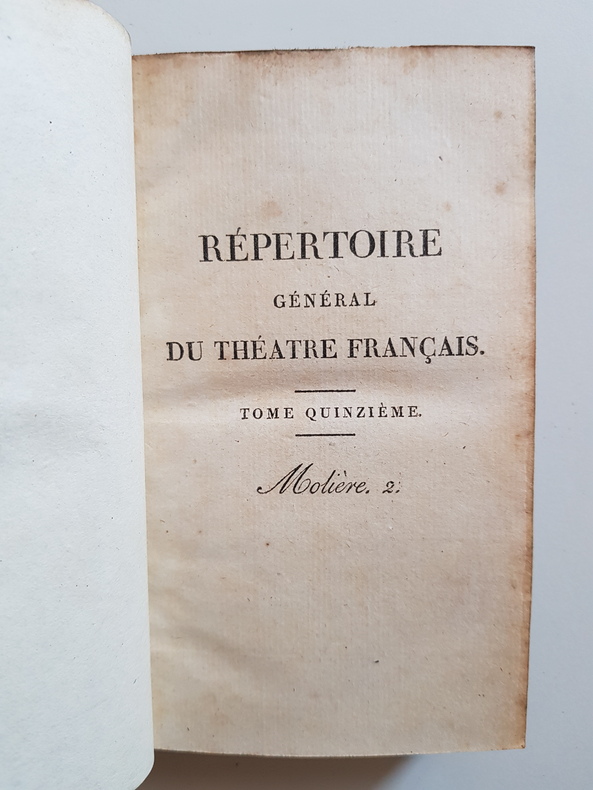 RÉPERTOIRE
GÉNÉRAL
DU THÉATRE FRANÇAIS.
TOME QUINZIÈME.
Molière. 2.